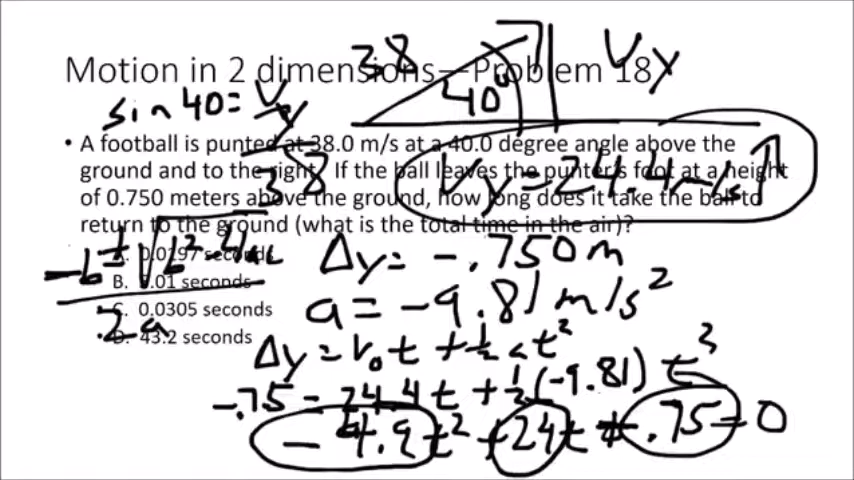 Motion in 2 dimensions—Problem 18
38
40°
Vy
sin 40 = Vy
38
• A football is punted at 38.0 m/s at a 40.0 degree angle above the
ground and to the right. If the ball leaves the punter's foot at a height
of 0.750 meters above the ground, how long does it take the ball to
return to the ground (what is the total time in the air)?
Vy = 24.4 m/s ↑
A. 0.0197 seconds
B. 5.01 seconds
C. 0.0305 seconds
D. 43.2 seconds
-b ± √b² - 4ac
2a
Δy = -.750 m
a = -9.81 m/s²
Δy = V₀t + ½at²
-.75 = 24.4t + ½(-9.81)t²
-4.9t² + 24t + .75 = 0